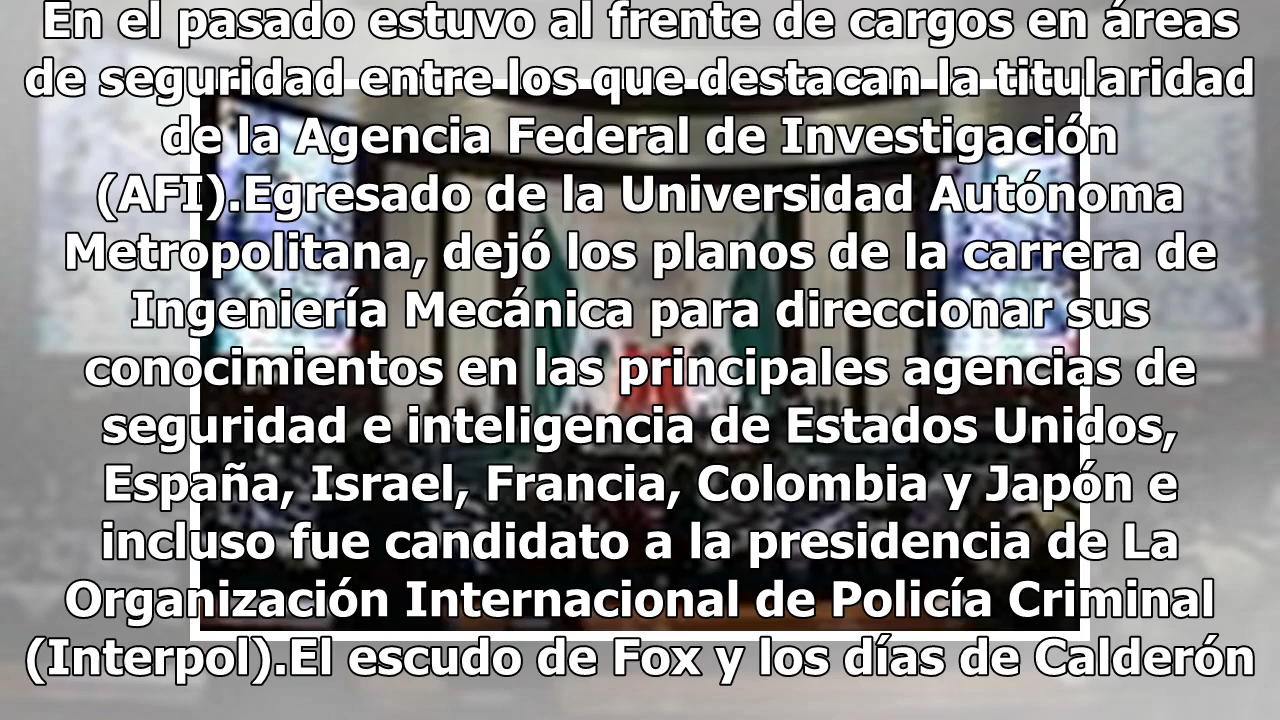 En el pasado estuvo al frente de cargos en áreas
de seguridad entre los que destacan la titularidad
de la Agencia Federal de Investigación
(AFI).Egresado de la Universidad Autónoma
Metropolitana, dejó los planos de la carrera de
Ingeniería Mecánica para direccionar sus
conocimientos en las principales agencias de
seguridad e inteligencia de Estados Unidos,
España, Israel, Francia, Colombia y Japón e
incluso fue candidato a la presidencia de La
Organización Internacional de Policía Criminal
(Interpol).El escudo de Fox y los días de Calderón